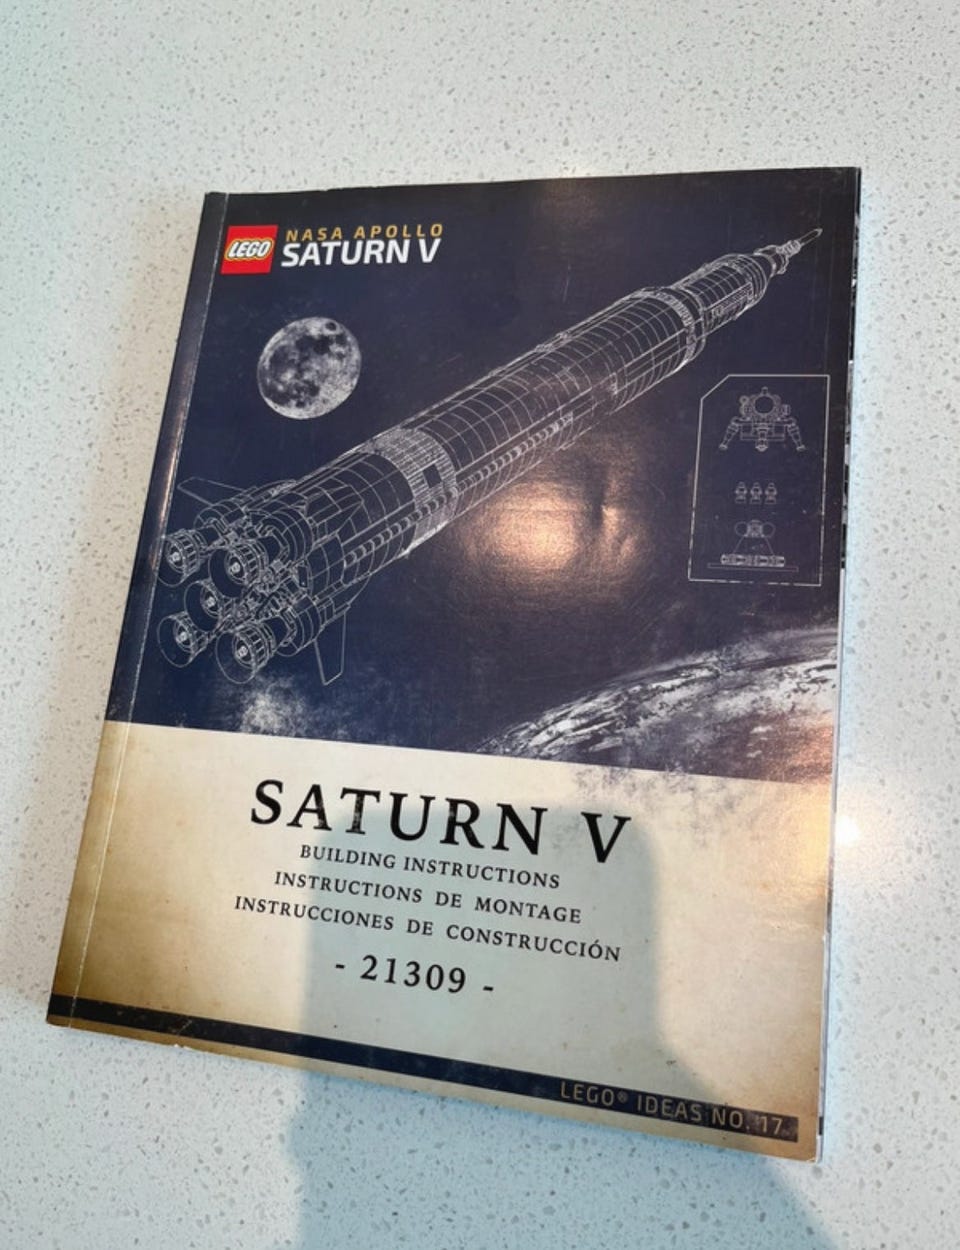 LEGO
NASA APOLLO
SATURN V
SATURN V
BUILDING INSTRUCTIONS
INSTRUCTIONS DE MONTAGE
INSTRUCCIONES DE CONSTRUCCIÓN
- 21309 -
LEGO® IDEAS NO. 17